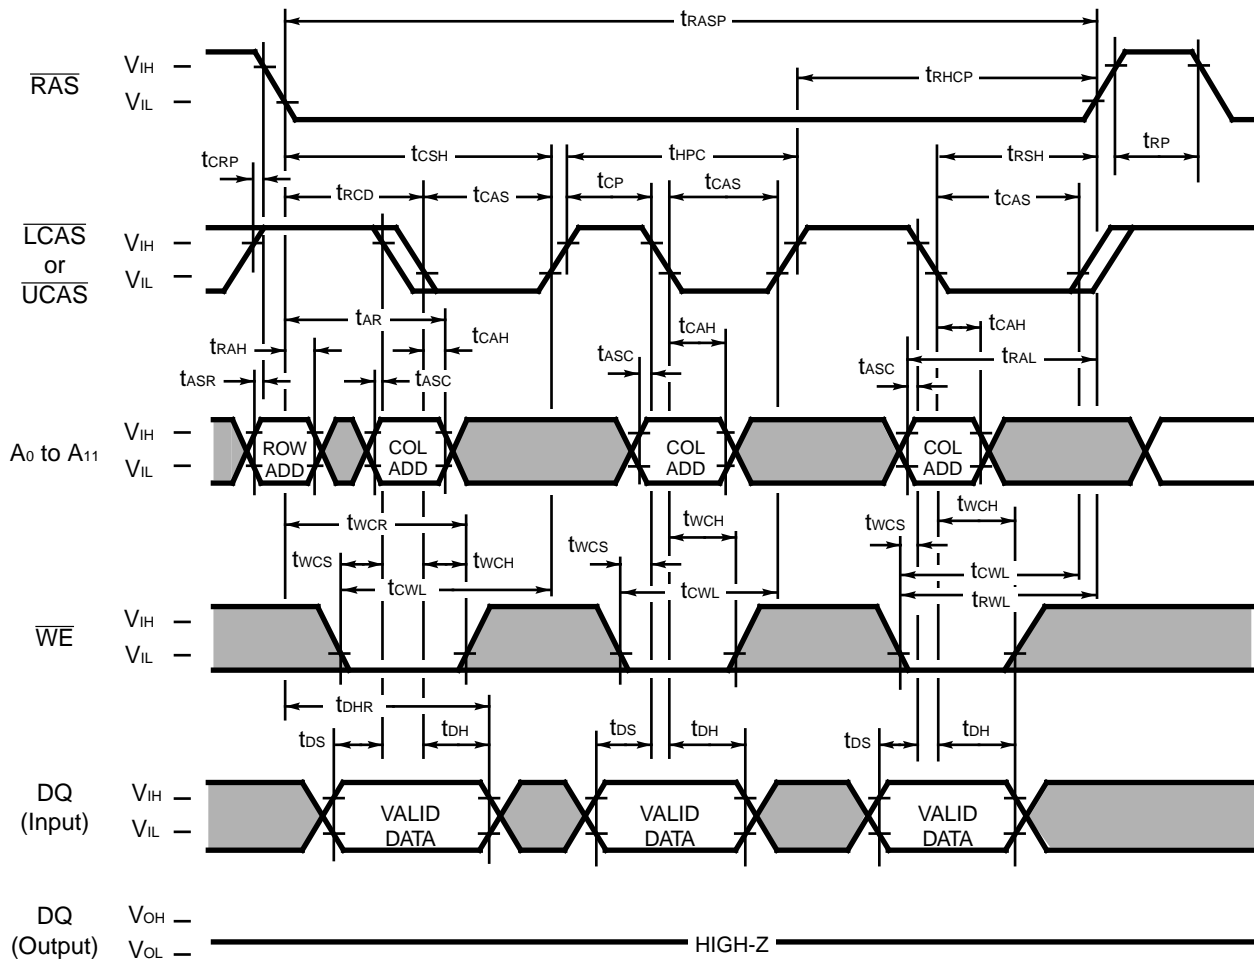 tRASP
VIH
RAS
VIL
tRHCP
tCRP
tCSH
tHPC
tRSH
tRP
tRCD
tCAS
tCP
tCAS
tCAS
LCAS
or
UCAS
VIH
VIL
tAR
tRAH
tCAH
tCAH
tCAH
tASR
tASC
tASC
tASC
tRAL
A0 to A11
VIH
VIL
ROW
ADD
COL
ADD
COL
ADD
COL
ADD
tWCR
tWCS
tWCH
tWCS
tWCH
tWCS
tWCH
tCWL
tCWL
tCWL
tRWL
WE
VIH
VIL
tDHR
tDS
tDH
tDS
tDH
tDS
tDH
DQ
(Input)
VIH
VIL
VALID
DATA
VALID
DATA
VALID
DATA
DQ
(Output)
VOH
VOL
HIGH-Z